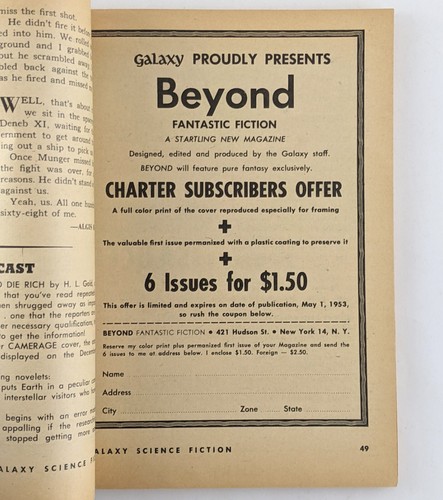 miss the first shot.
He didn't fire it before
ed into him. We rolled
ground and I grabbed
but he scrambled away
bled back against the
as he fired and missed
WELL, that's about
we sit in the
Deneb XI, waiting for
ernment to get around
ing out a ship to pick
Once Munger missed
the fight was over, for
reasons. He didn't stand
against us.
Yeah, us. All one
sixty-eight of me.
CAST
O DIE RICH by H. L. Gold,
that you've read
n shrugged away as
. . one that the reporters
er necessary qualifications,
to get the information!
or CAMERAGE cover, the
displayed on the
ng novelets:
puts Earth in a peculiar
interstellar visitors who
begins with an error
appalling if the
stopped getting more
ALAXY SCIENCE F
Galaxy PROUDLY PRESENTS
Beyond
FANTASTIC FICTION
A STARTLING NEW MAGAZINE
Designed, edited and produced by the Galaxy staff.
BEYOND will feature pure fantasy exclusively.
CHARTER SUBSCRIBERS OFFER
A full color print of the cover reproduced especially for framing
+
The valuable first issue permanized with a plastic coating to preserve it
+
6 Issues for $1.50
This offer is limited and expires on date of publication, May 1, 1953,
so rush the coupon below.
BEYOND FANTASTIC FICTION • 421 Hudson St. • New York 14, N. Y.
Reserve my color print plus permanized first issue of your Magazine and send the
6 issues to me at address below. I enclose $1.50. Foreign — $2.50.
Name
Address
City Zone State
ALAXY SCIENCE FICTION 49